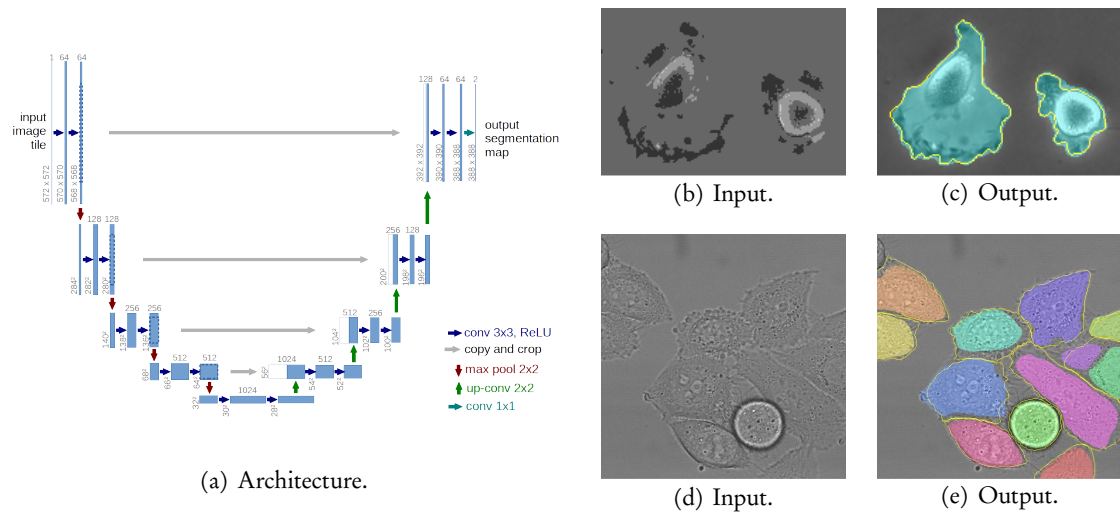 1 64 64
128 64 64 2
input
image
tile
output
segmentation
map
572 x 572
570 x 570
568 x 568
392 x 392
390 x 390
388 x 388
388 x 388
128 128
256 128
284²
282²
280²
200²
198²
196²
256 256
512 256
140²
138²
136²
104²
102²
100²
512 512
1024 512
68²
66²
64²
56²
54²
52²
1024
32²
30²
28²
conv 3x3, ReLU
copy and crop
max pool 2x2
up-conv 2x2
conv 1x1
(a) Architecture.
(b) Input.
(c) Output.
(d) Input.
(e) Output.